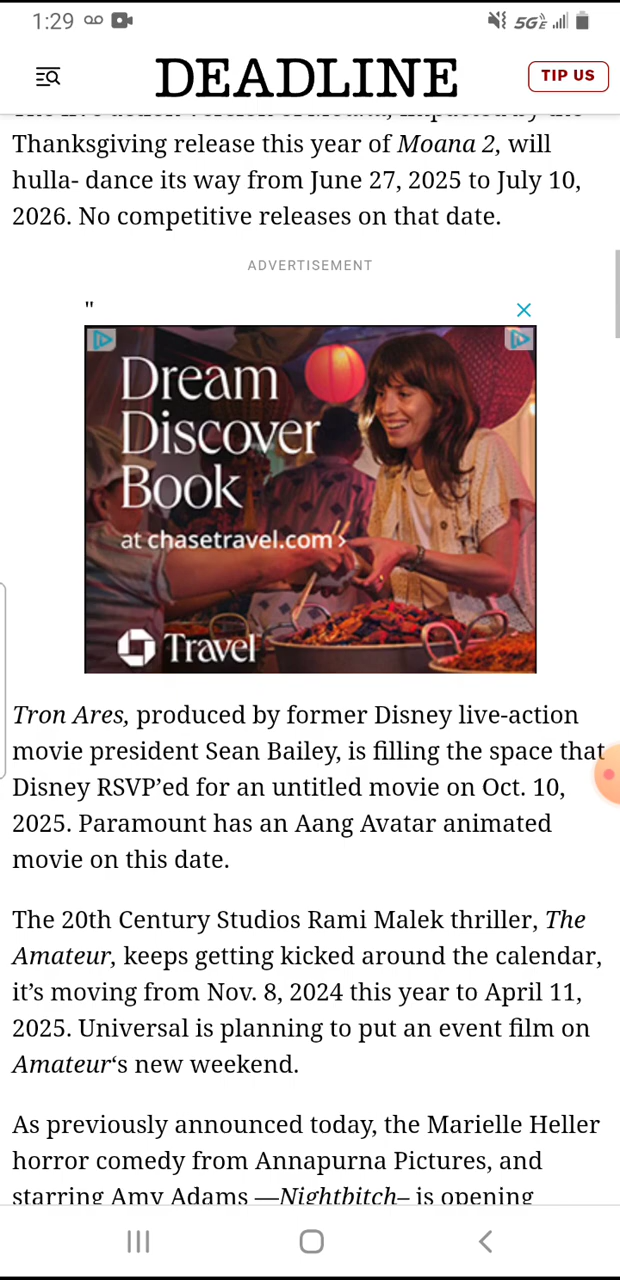 1:29
5GE
DEADLINE
TIP US
Thanksgiving release this year of Moana 2, will
hulla- dance its way from June 27, 2025 to July 10,
2026. No competitive releases on that date.
ADVERTISEMENT
"
Dream
Discover
Book
at chasetravel.com>
Travel
Tron Ares, produced by former Disney live-action
movie president Sean Bailey, is filling the space that
Disney RSVP’ed for an untitled movie on Oct. 10,
2025. Paramount has an Aang Avatar animated
movie on this date.
The 20th Century Studios Rami Malek thriller, The
Amateur, keeps getting kicked around the calendar,
it’s moving from Nov. 8, 2024 this year to April 11,
2025. Universal is planning to put an event film on
Amateur‘s new weekend.
As previously announced today, the Marielle Heller
horror comedy from Annapurna Pictures, and
starring Amy Adams —Nightbitch– is opening